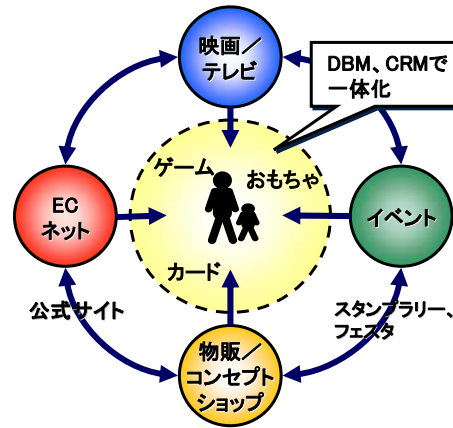 映画／
テレビ
DBM、CRMで
一体化
ゲーム
おもちゃ
EC
ネット
イベント
カード
公式サイト
スタンプラリー、
フェスタ
物販／
コンセプト
ショップ